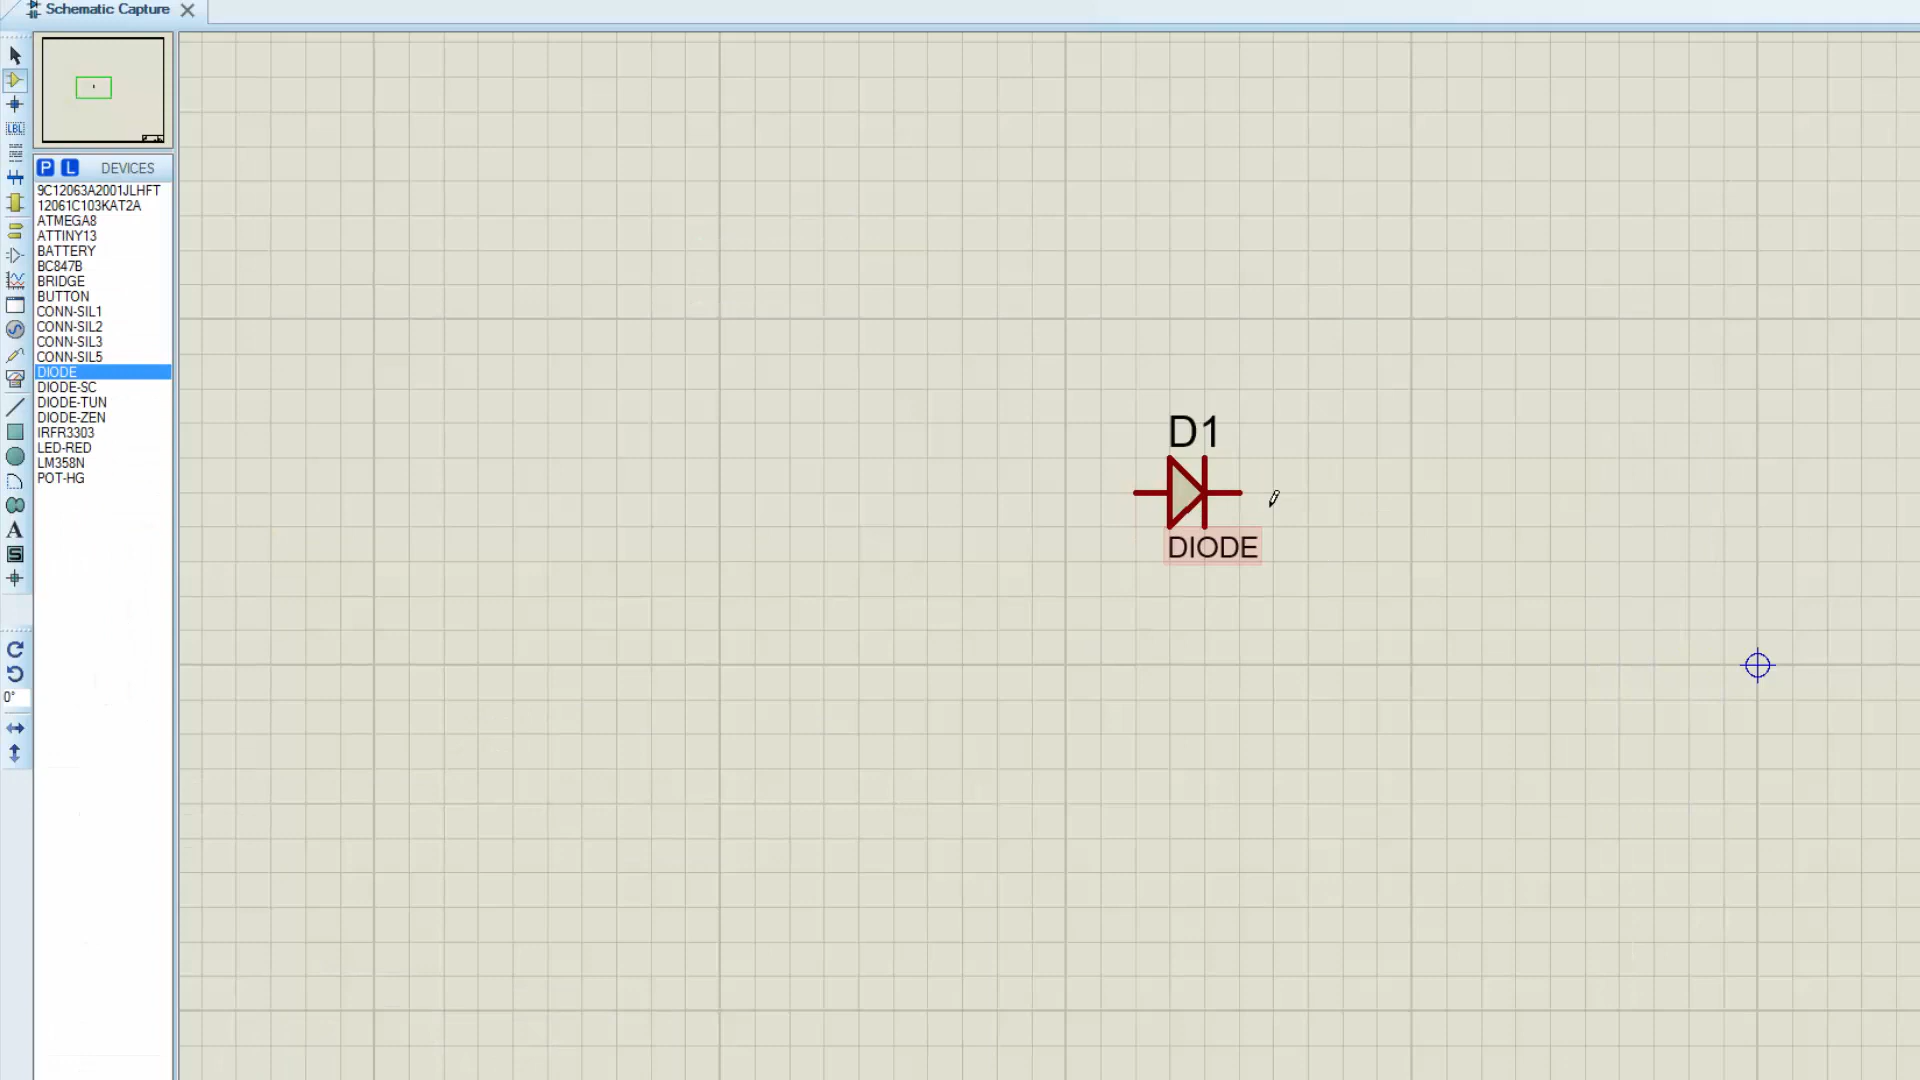 Schematic Capture
LBL
P L DEVICES
9C12063A2001JLHFT
12061C103KAT2A
ATMEGA8
ATTINY13
BATTERY
BC847B
BRIDGE
BUTTON
CONN-SIL1
CONN-SIL2
CONN-SIL3
CONN-SIL5
DIODE
DIODE-SC
DIODE-TUN
DIODE-ZEN
IRFR3303
LED-RED
LM358N
POT-HG
A
S
0°
D1
DIODE